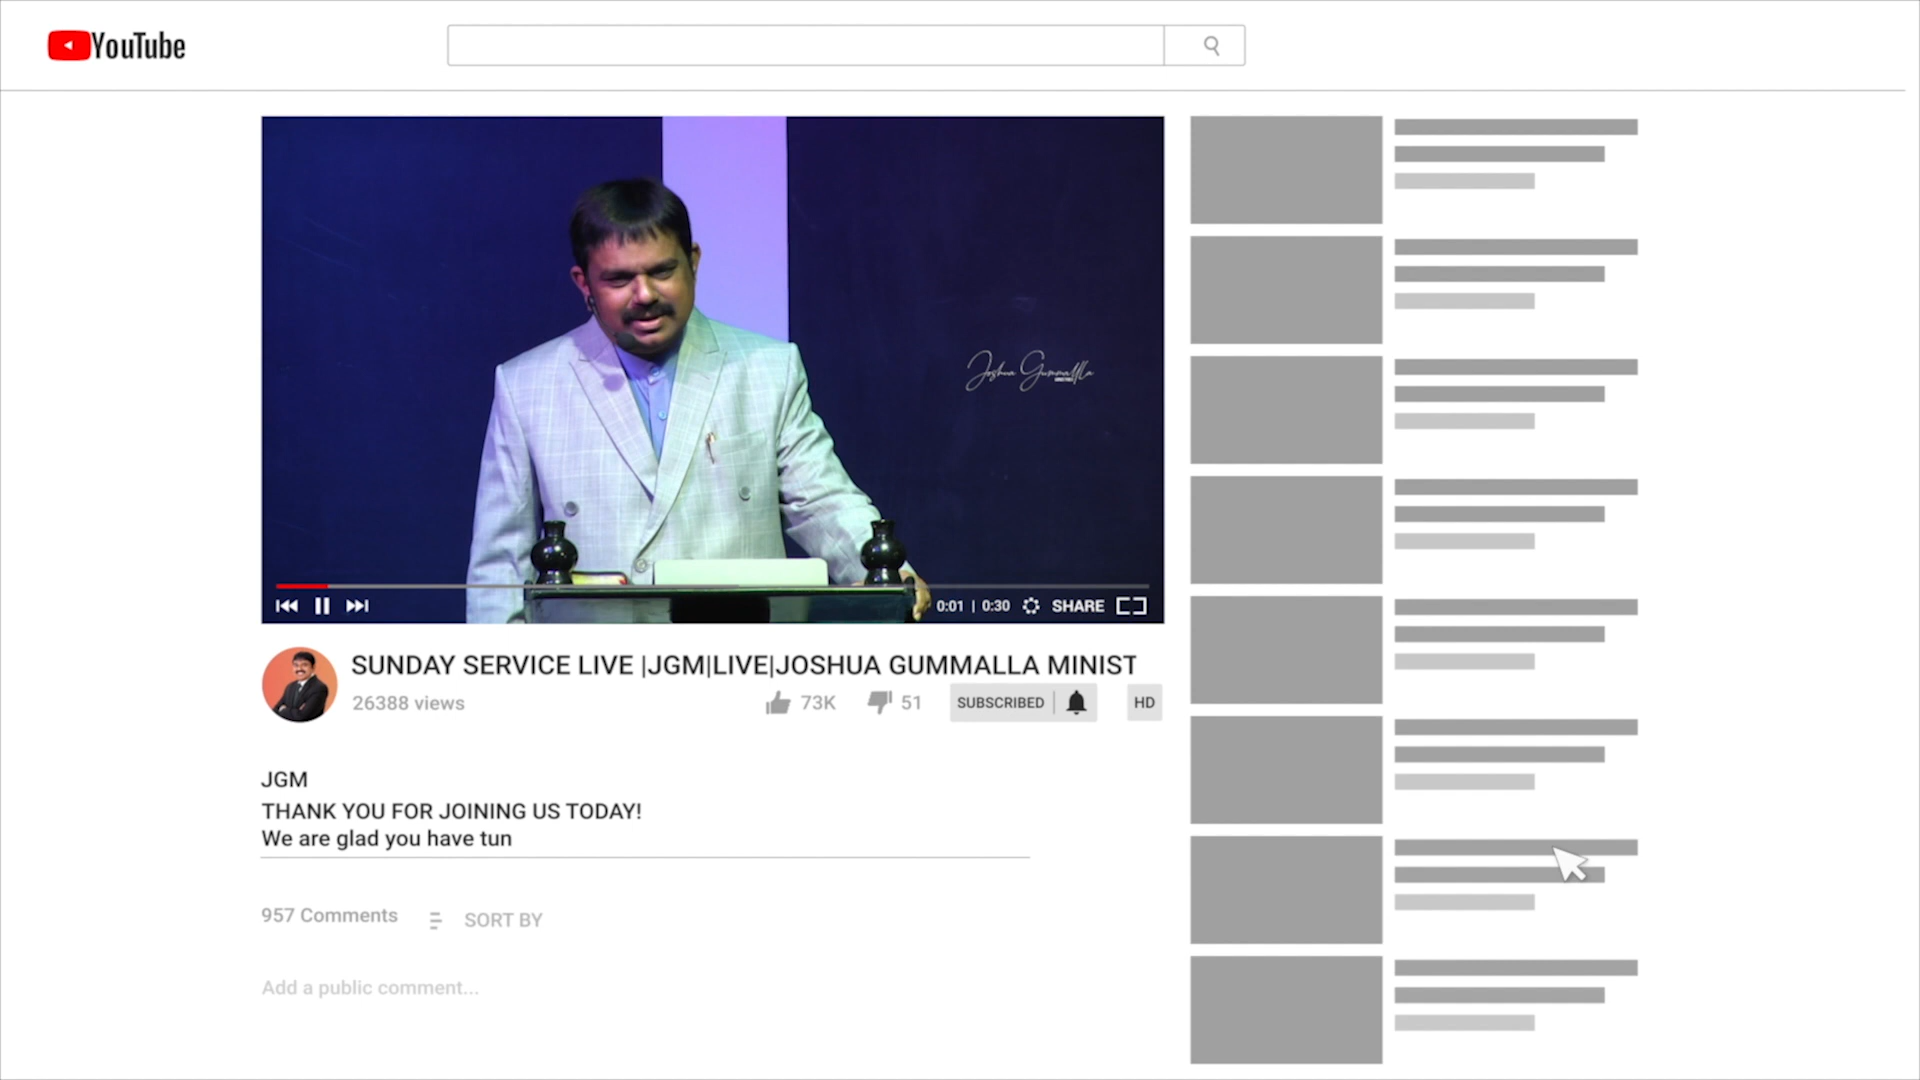 YouTube
Joshua Gummallla
0:01 | 0:30 SHARE
SUNDAY SERVICE LIVE |JGM|LIVE|JOSHUA GUMMALLA MINIST
26388 views 73K 51 SUBSCRIBED HD
JGM
THANK YOU FOR JOINING US TODAY!
We are glad you have tun
957 Comments SORT BY
Add a public comment...